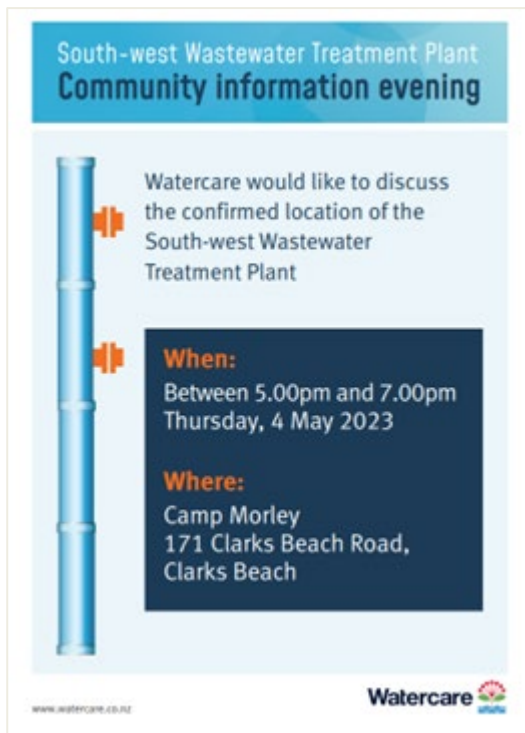 South-west Wastewater Treatment Plant
Community information evening
Watercare would like to discuss
the confirmed location of the
South-west Wastewater
Treatment Plant
When:
Between 5.00pm and 7.00pm
Thursday, 4 May 2023
Where:
Camp Morley
171 Clarks Beach Road,
Clarks Beach
www.watercare.co.nz
Watercare